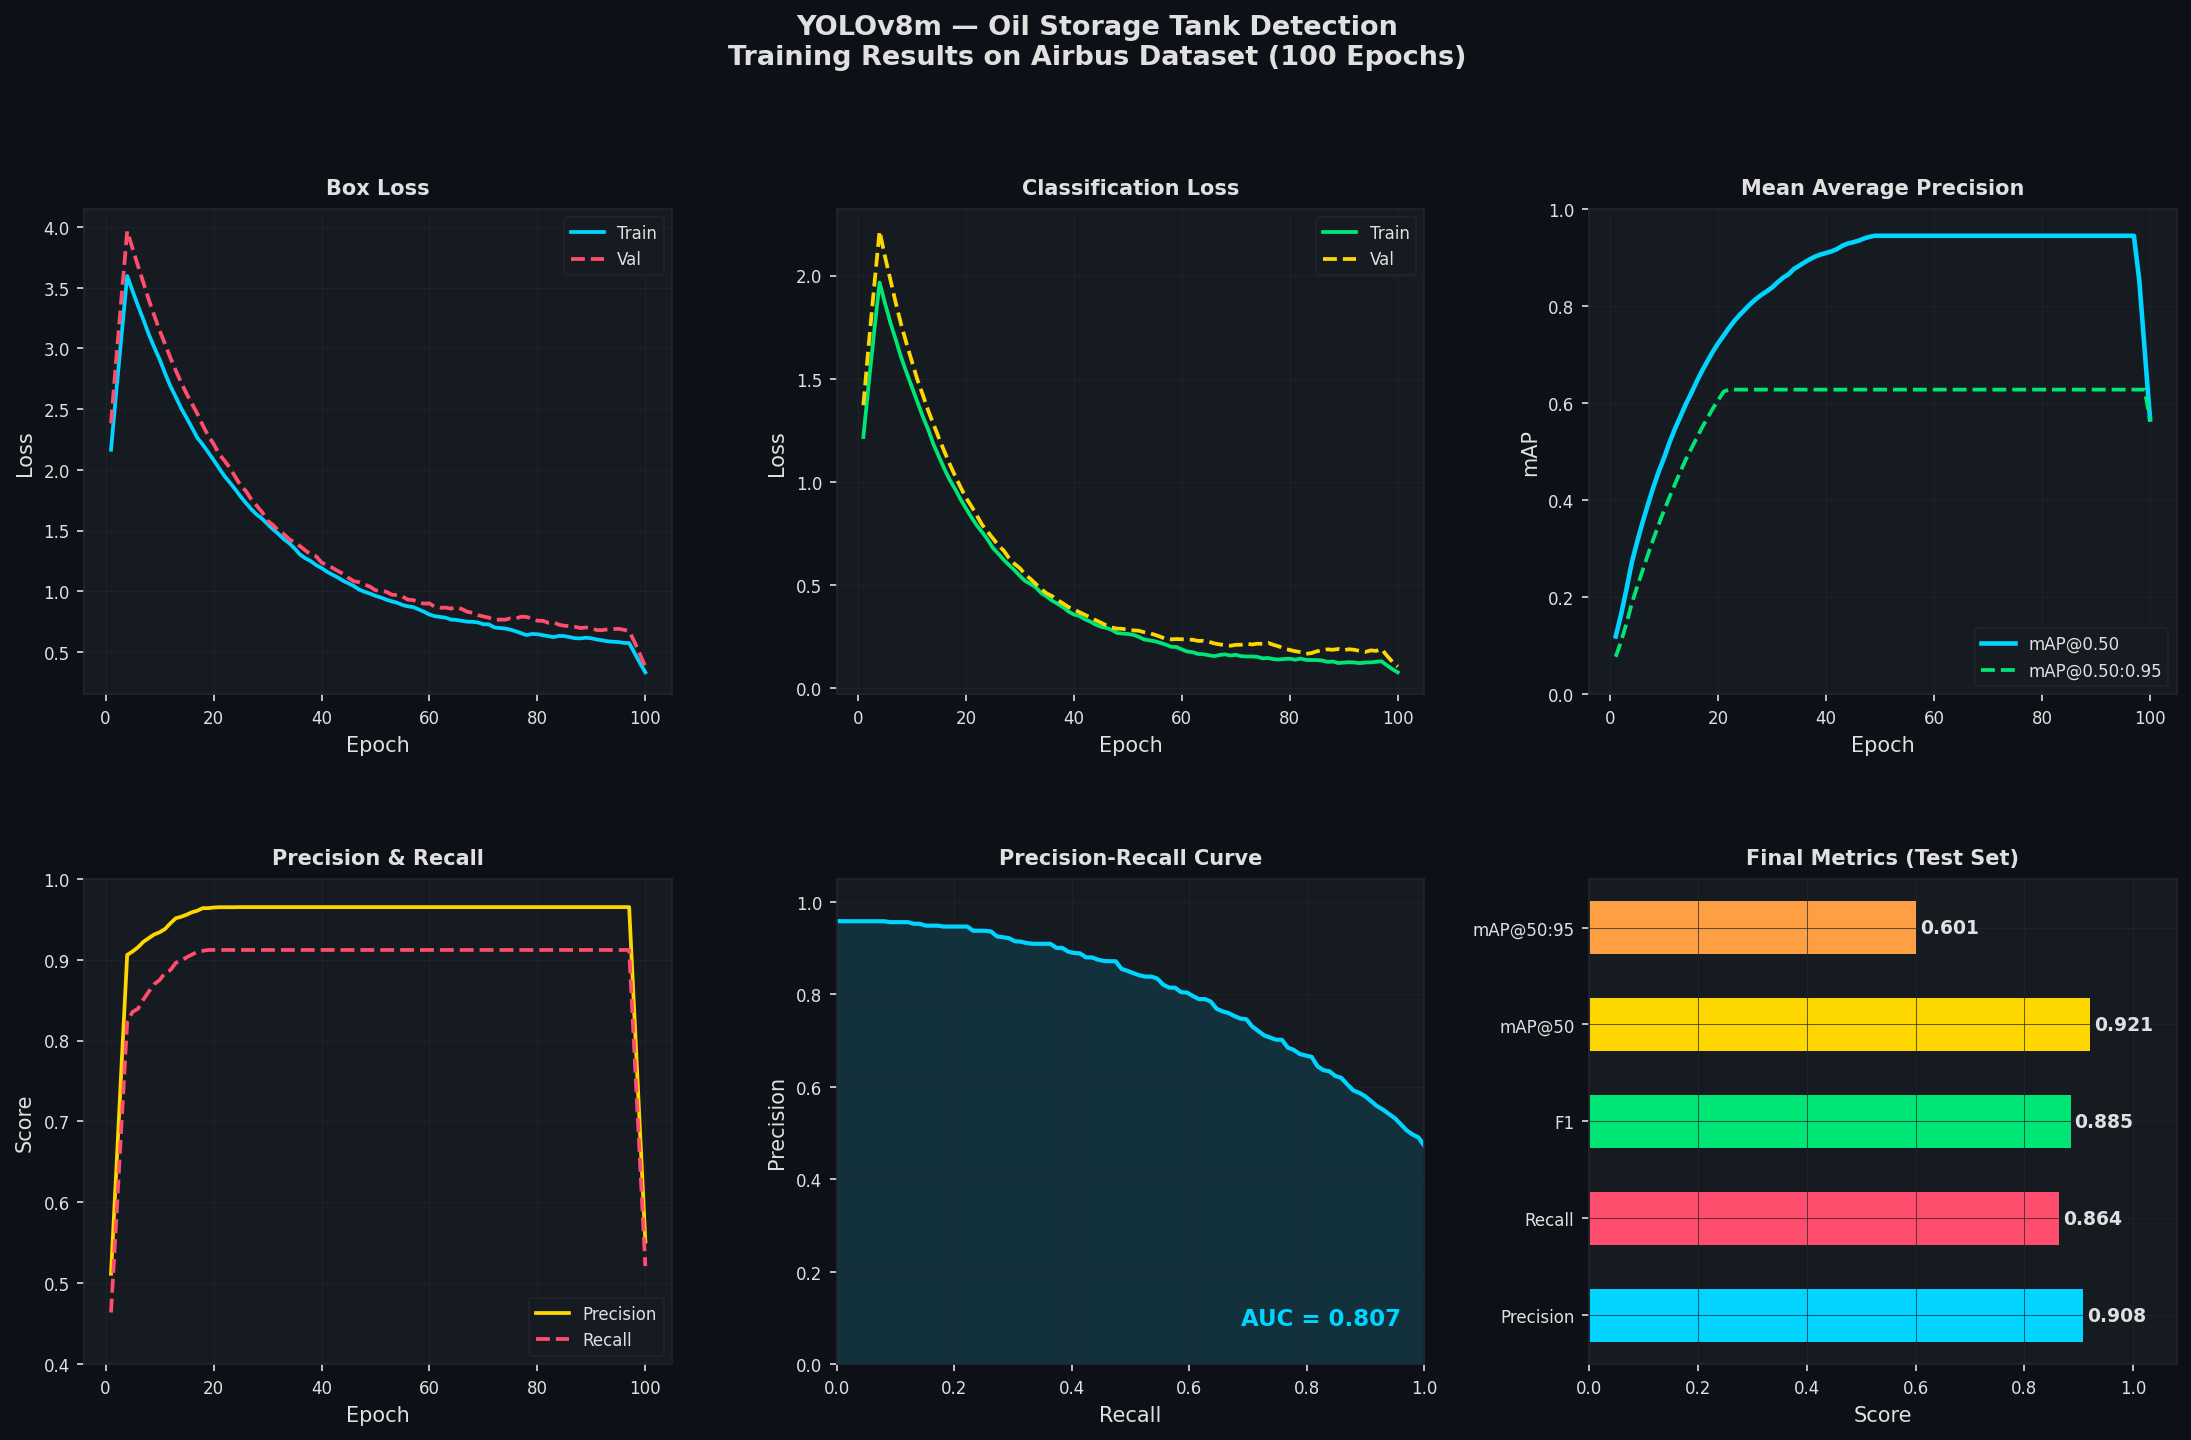 YOLOv8m — Oil Storage Tank Detection
Training Results on Airbus Dataset (100 Epochs)
Box Loss
Loss
4.0
3.5
3.0
2.5
2.0
1.5
1.0
0.5
Train
Val
0 20 40 60 80 100
Epoch
Classification Loss
Loss
2.0
1.5
1.0
0.5
0.0
Train
Val
0 20 40 60 80 100
Epoch
Mean Average Precision
mAP
1.0
0.8
0.6
0.4
0.2
0.0
mAP@0.50
mAP@0.50:0.95
0 20 40 60 80 100
Epoch
Precision & Recall
Score
1.0
0.9
0.8
0.7
0.6
0.5
0.4
Precision
Recall
0 20 40 60 80 100
Epoch
Precision-Recall Curve
Precision
1.0
0.8
0.6
0.4
0.2
0.0
AUC = 0.807
0.0 0.2 0.4 0.6 0.8 1.0
Recall
Final Metrics (Test Set)
mAP@50:95 0.601
mAP@50 0.921
F1 0.885
Recall 0.864
Precision 0.908
0.0 0.2 0.4 0.6 0.8 1.0
Score